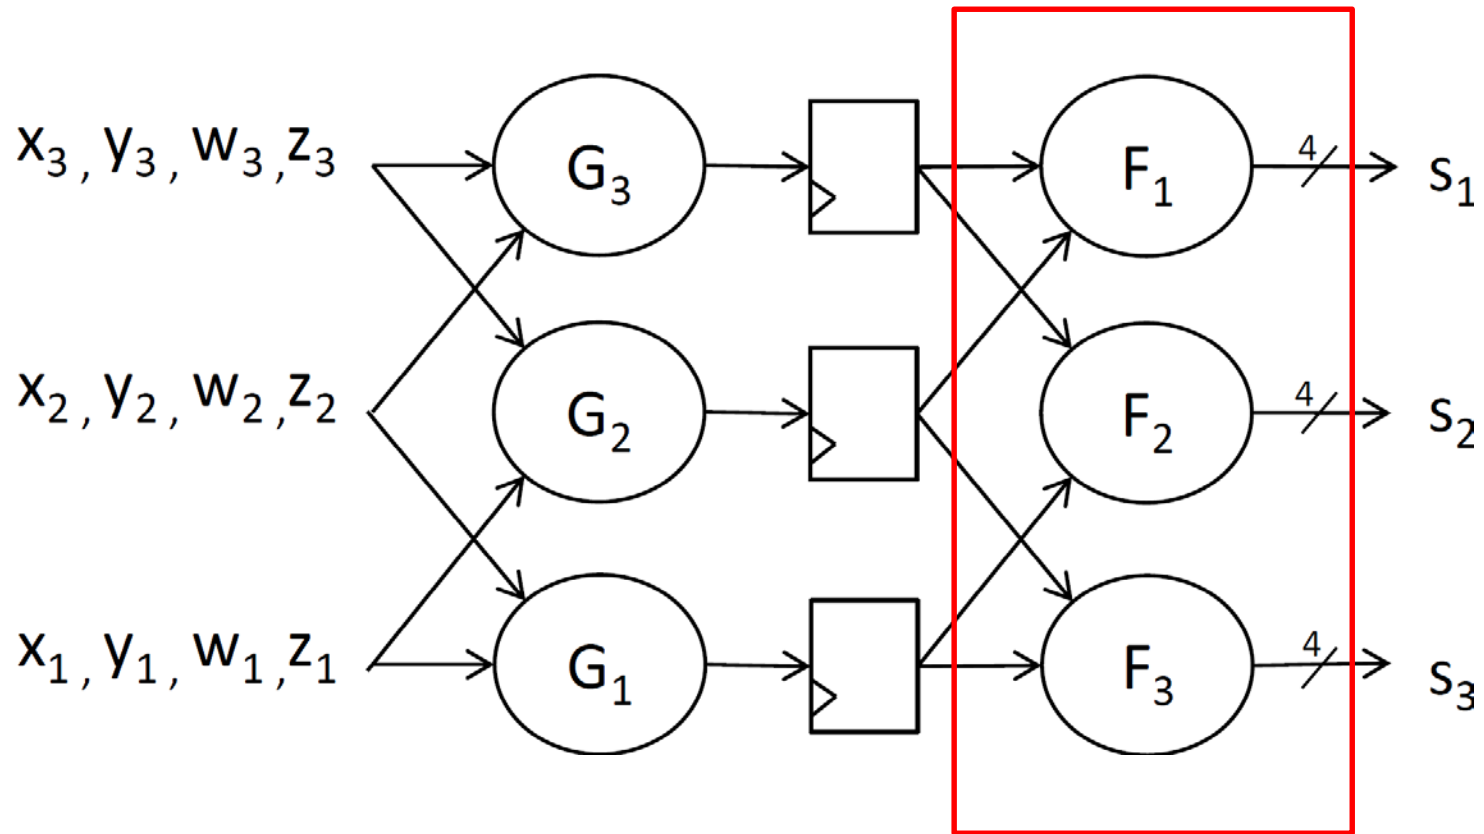 x₃, y₃, w₃, z₃ G₃ F₁ 4 s₁
x₂, y₂, w₂, z₂ G₂ F₂ 4 s₂
x₁, y₁, w₁, z₁ G₁ F₃ 4 s₃